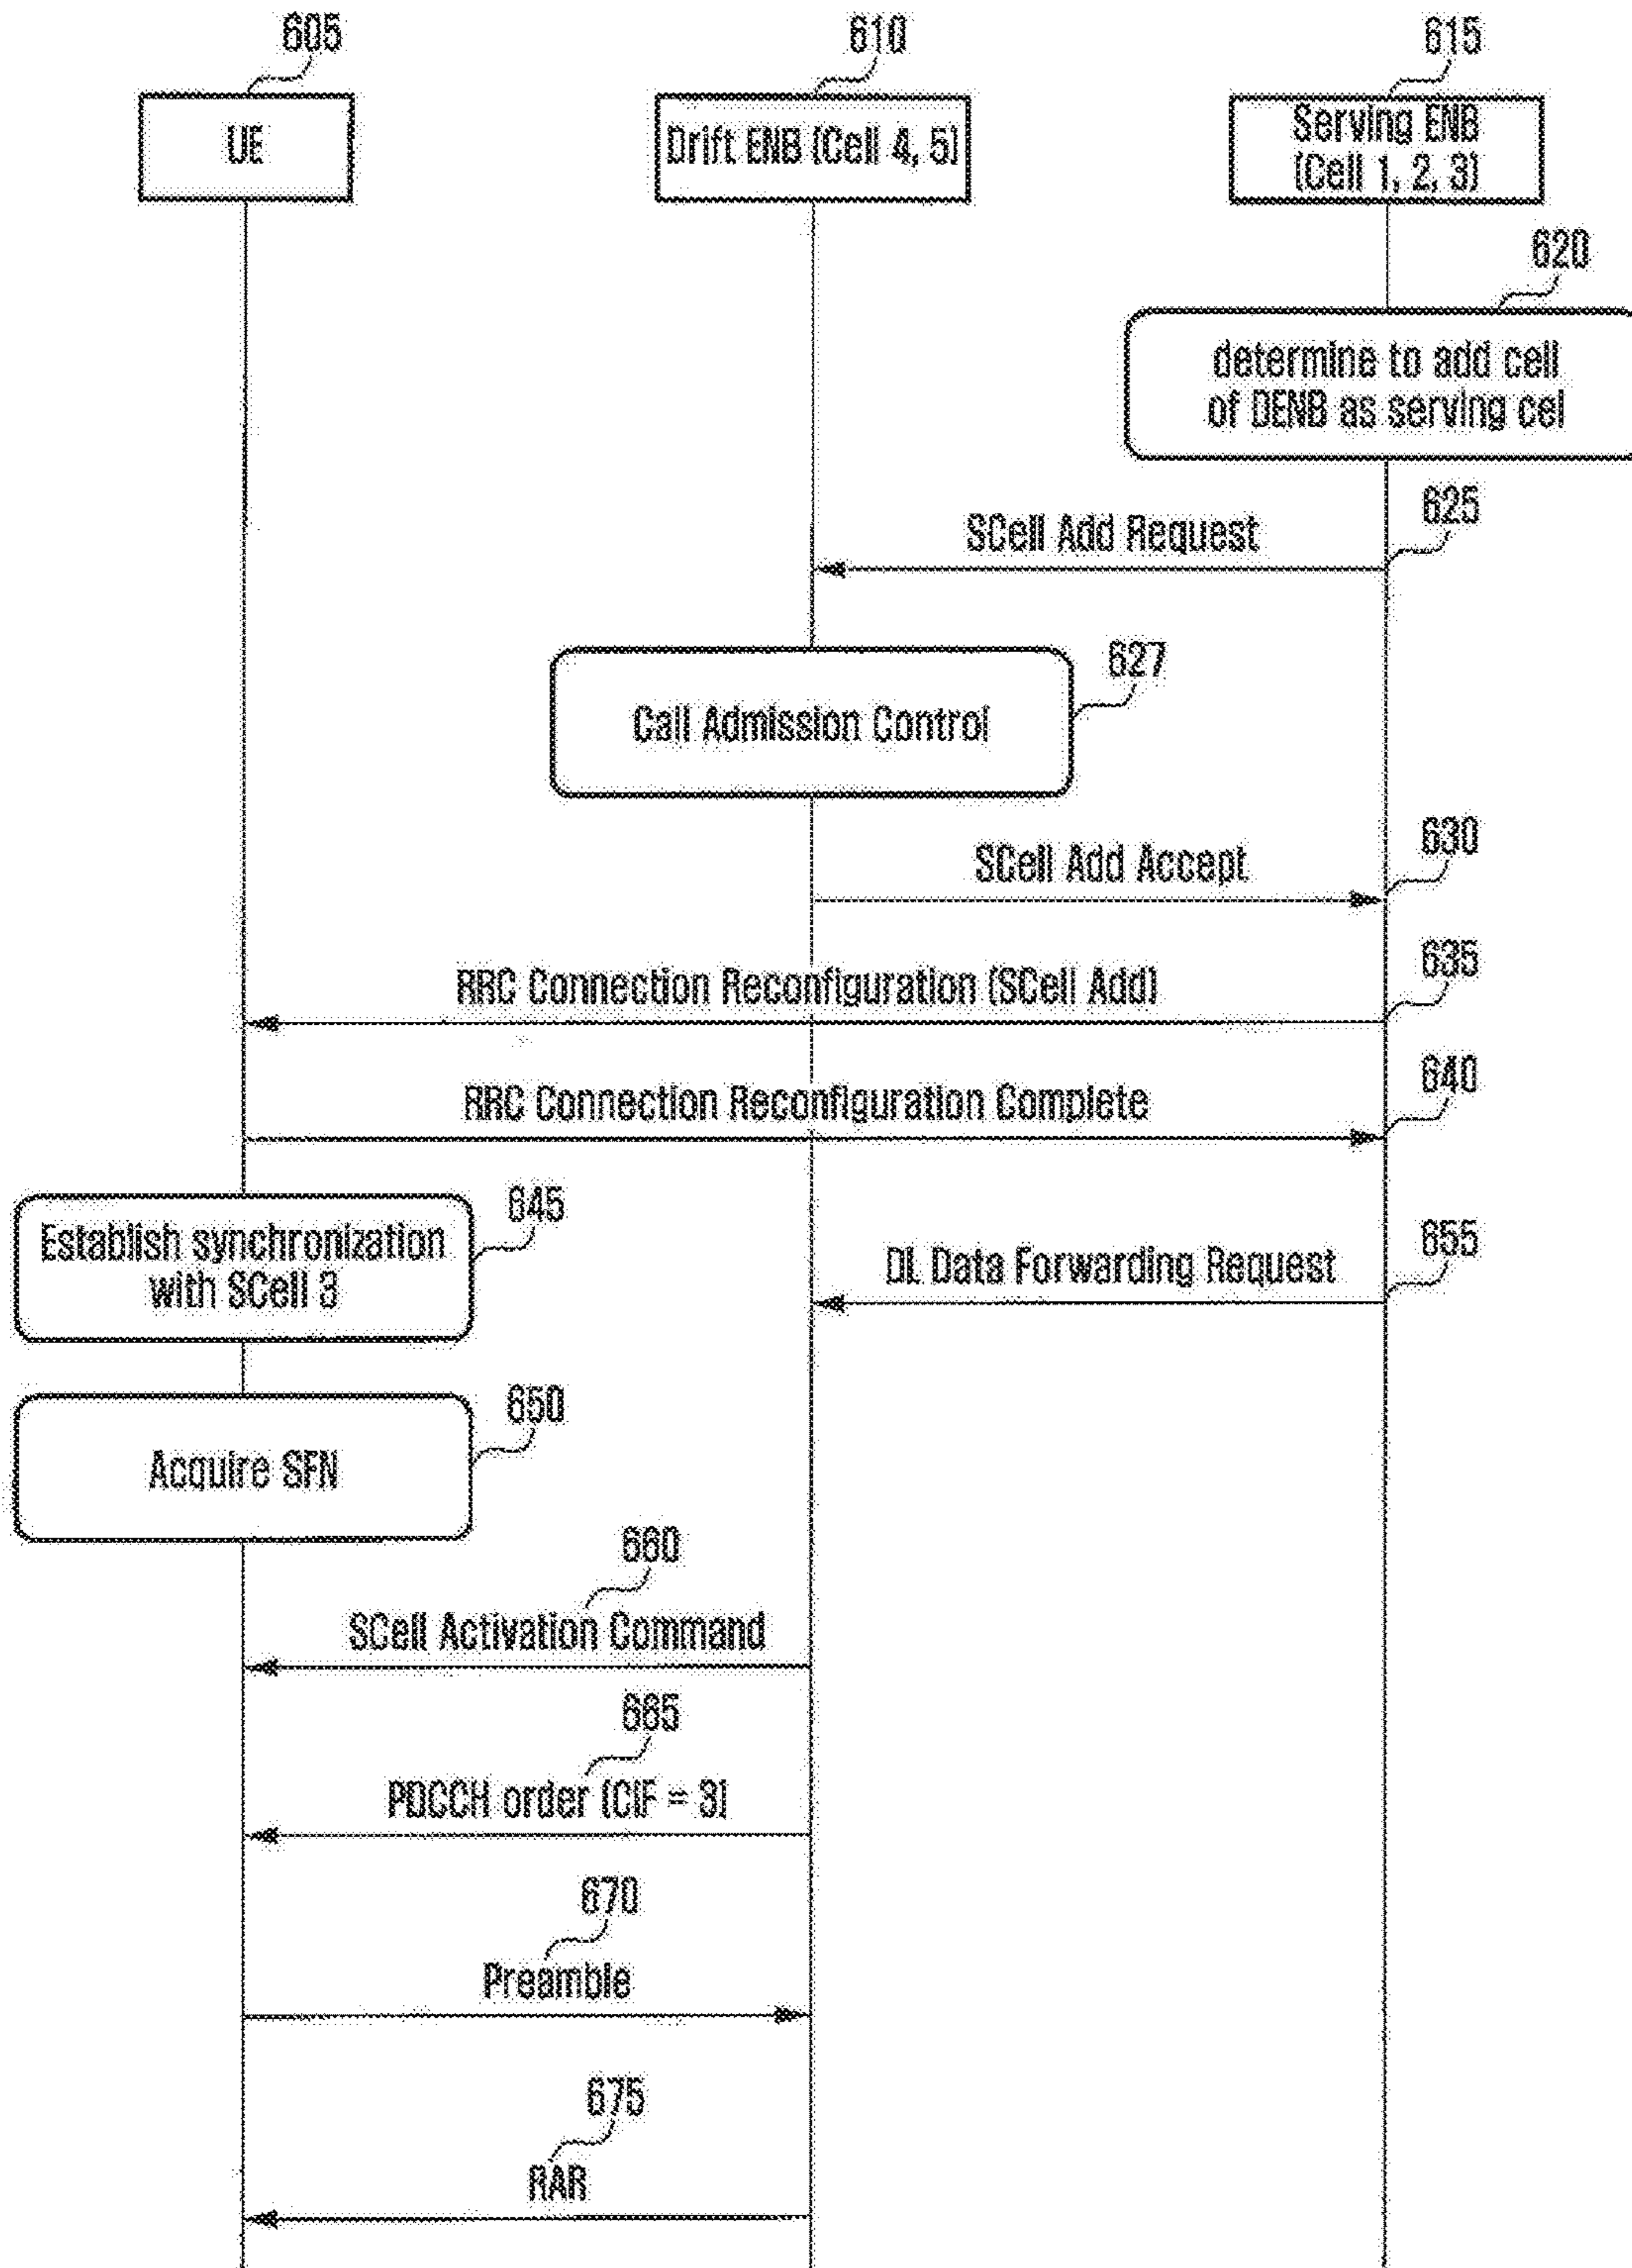 605
610
615
UE
Drift ENB (Cell 4, 5)
Serving ENB
(Cell 1, 2, 3)
620
determine to add cell
of DENB as serving cel
625
SCell Add Request
627
Call Admission Control
630
SCell Add Accept
635
RRC Connection Reconfiguration (SCell Add)
640
RRC Connection Reconfiguration Complete
645
Establish synchronization
with SCell 3
655
DL Data Forwarding Request
650
Acquire SFN
660
SCell Activation Command
665
PDCCH order (CIF = 3)
670
Preamble
675
RAR